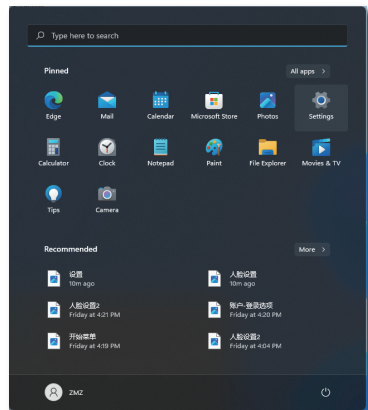 Type here to search
Pinned
All apps >
Edge
Mail
Calendar
Microsoft Store
Photos
Settings
Calculator
Clock
Notepad
Paint
File Explorer
Movies & TV
Tips
Camera
Recommended
More >
设置
10m ago
人脸设置
10m ago
人脸设置2
Friday at 4:21 PM
账户-登录选项
Friday at 4:20 PM
开始菜单
Friday at 4:19 PM
人脸设置2
Friday at 4:04 PM
ZMZ